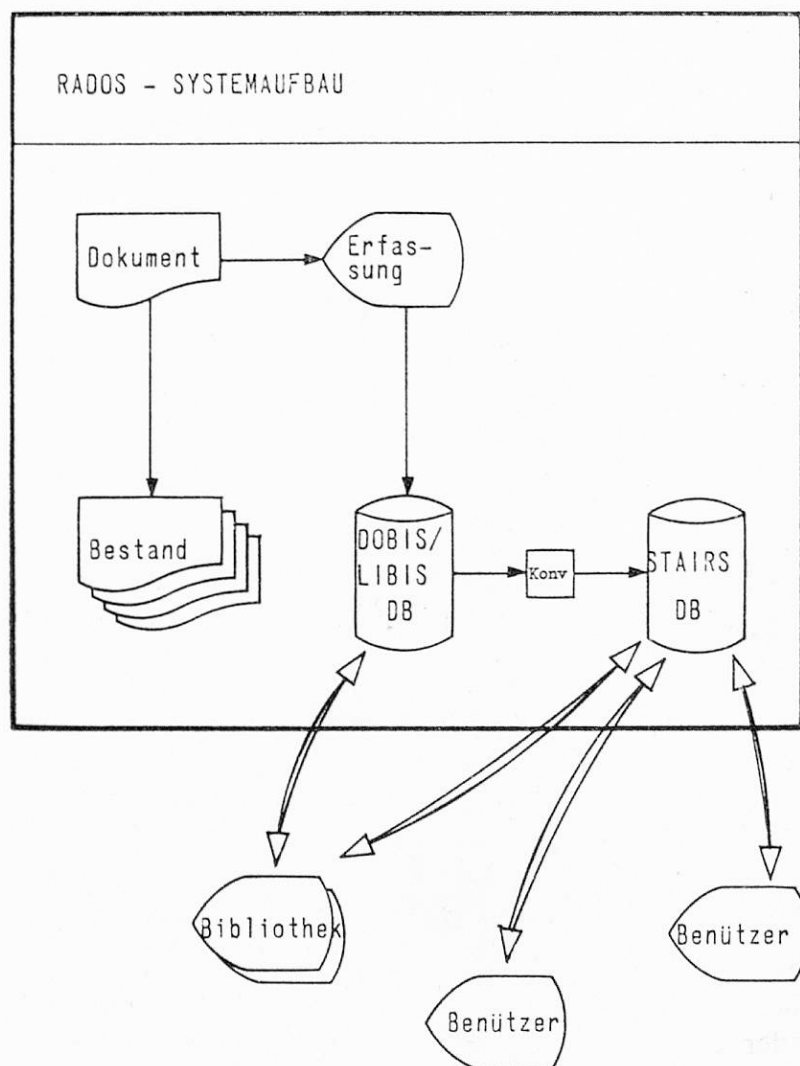 RADOS - SYSTEMAUFBAU
Dokument
Erfas-
sung
Bestand
DOBIS/
LIBIS
DB
Konv
STAIRS
DB
Bibliothek
Benützer
Benützer